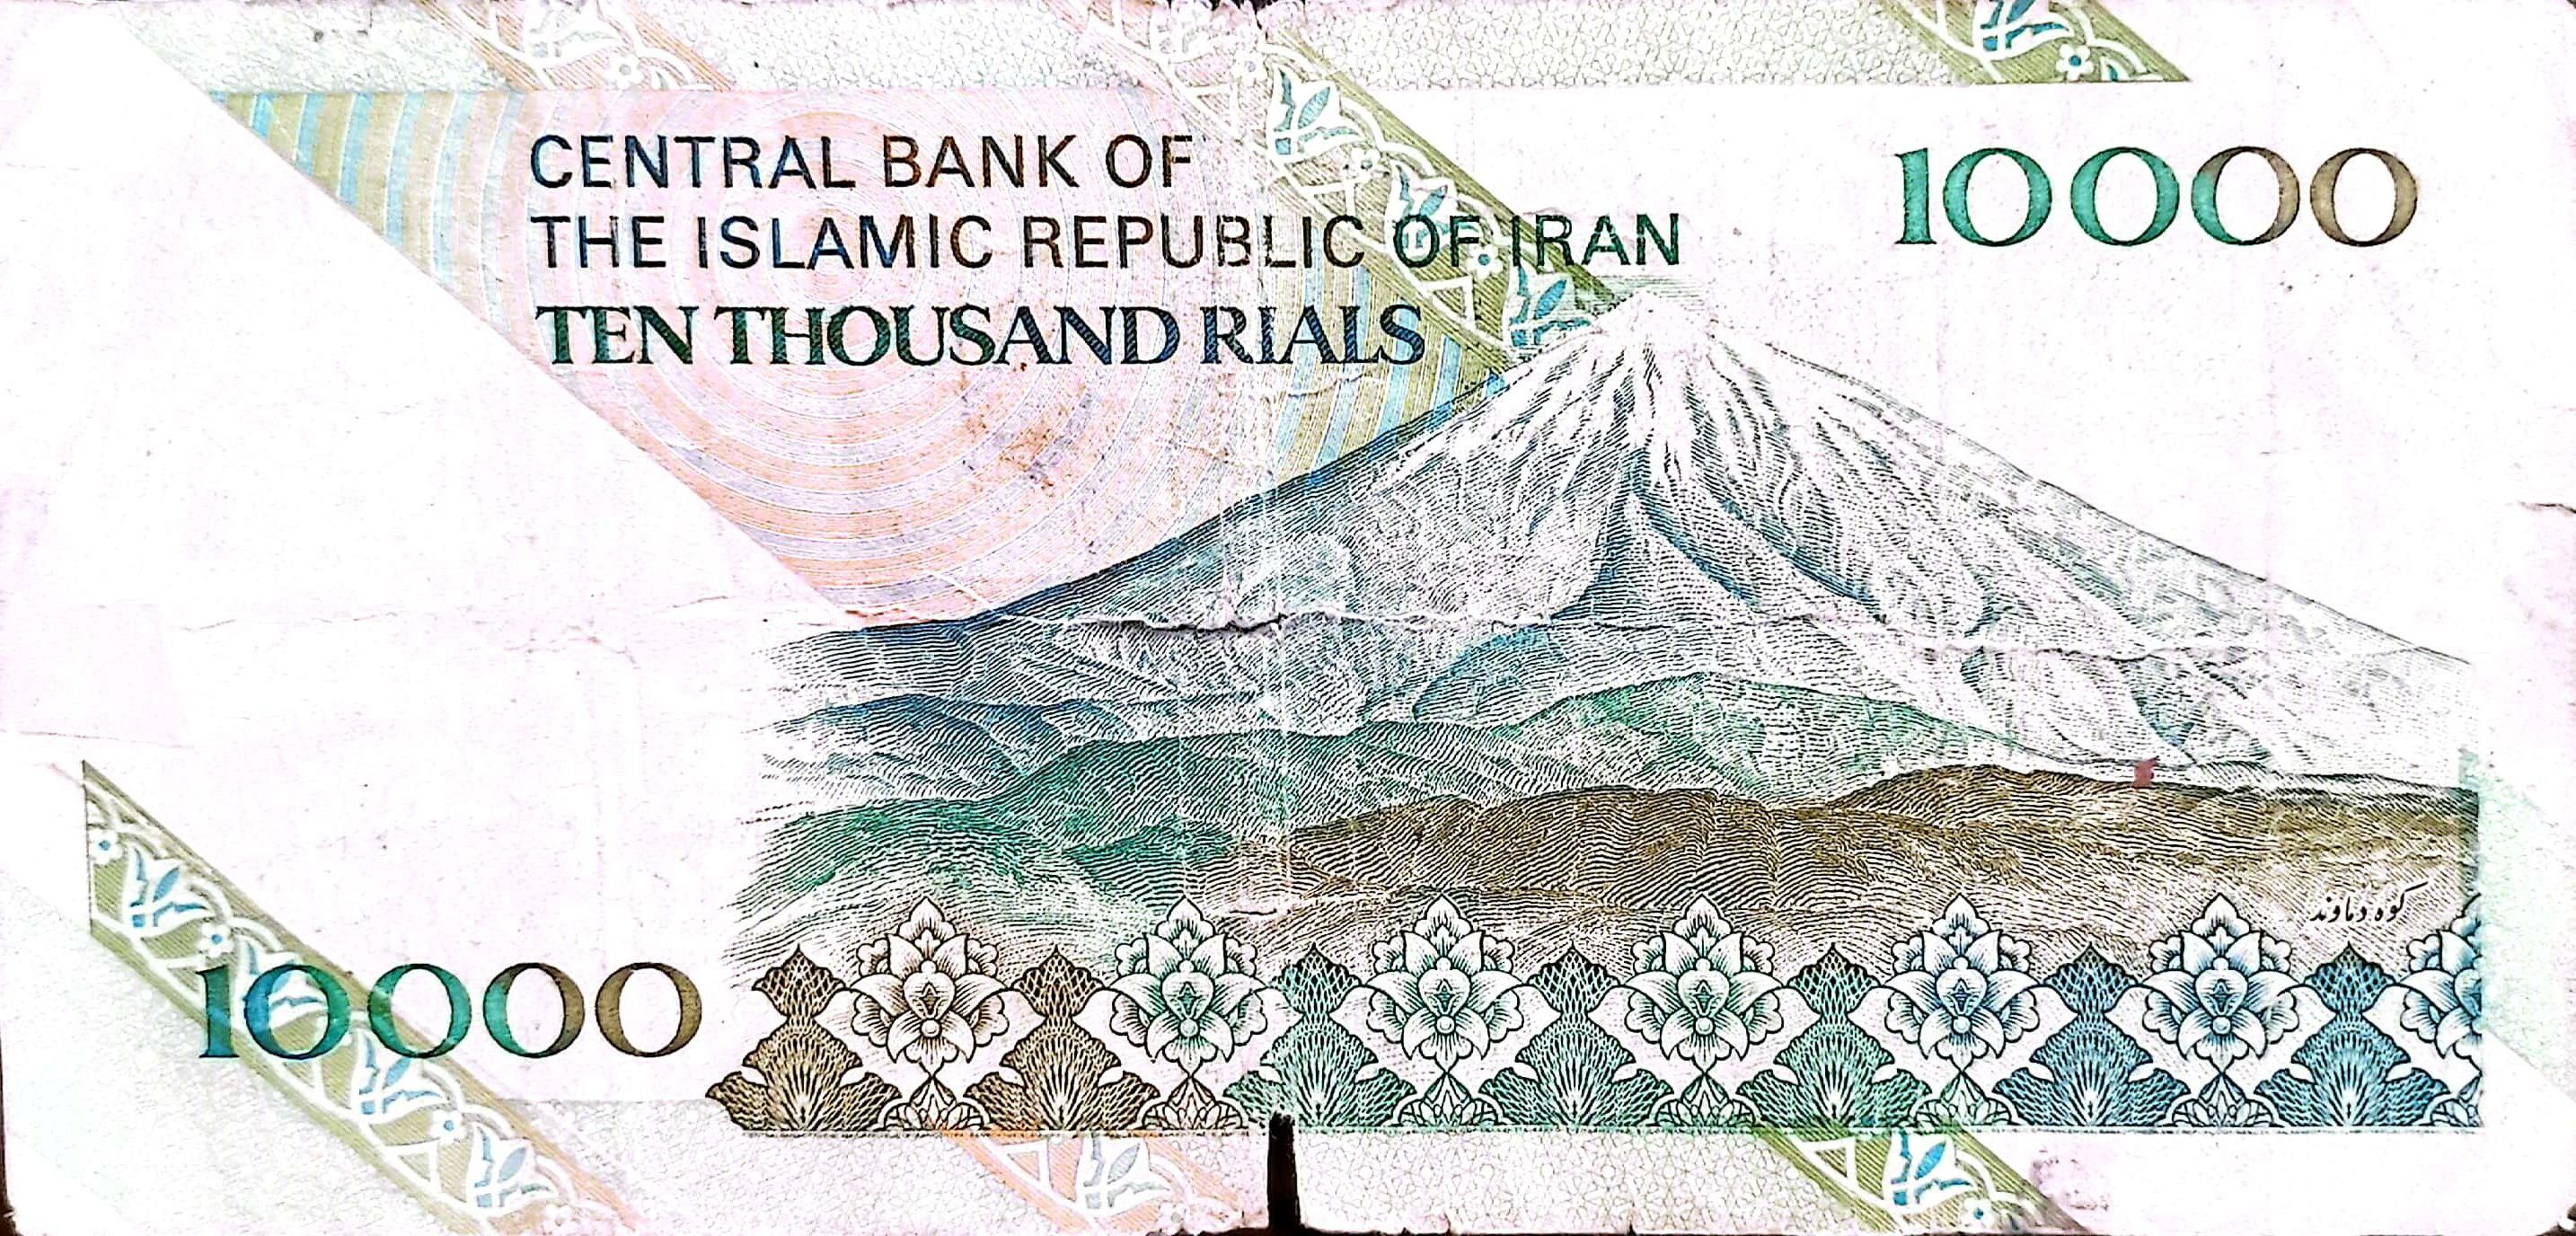 CENTRAL BANK OF
THE ISLAMIC REPUBLIC OF IRAN
TEN THOUSAND RIALS
10000
کوه دماوند
10000